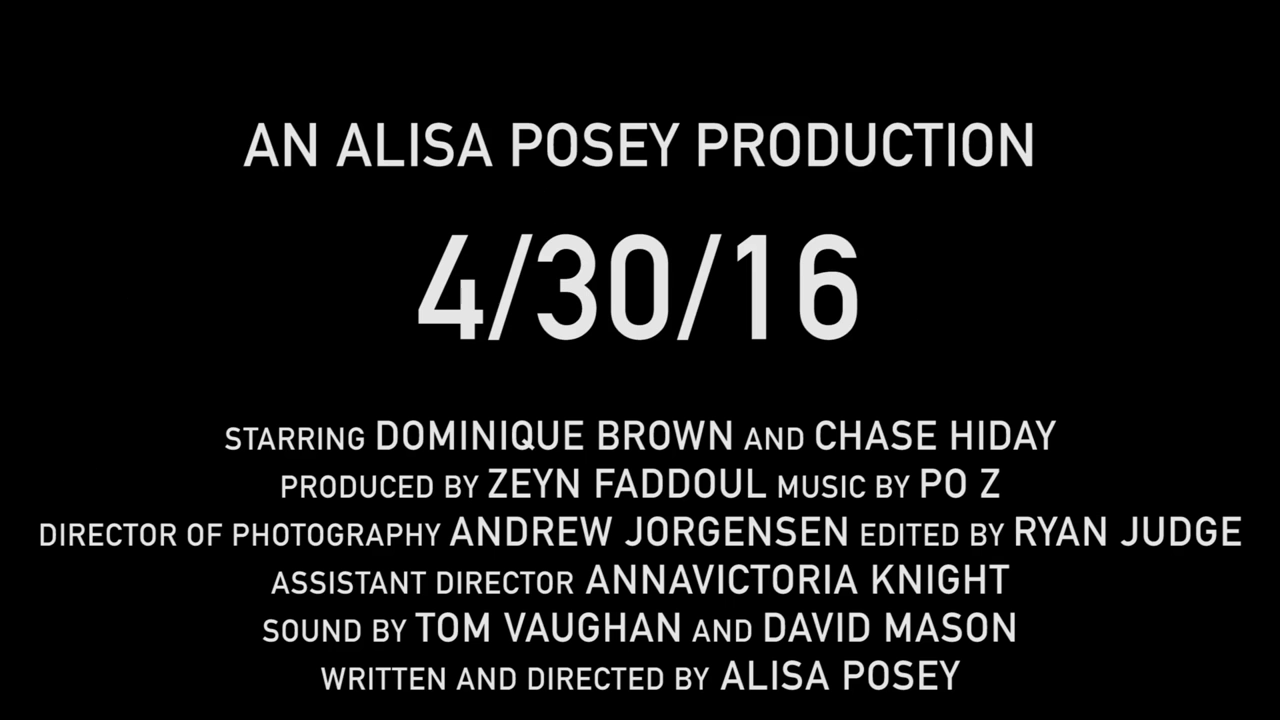 AN ALISA POSEY PRODUCTION
4/30/16
STARRING DOMINIQUE BROWN AND CHASE HIDAY
PRODUCED BY ZEYN FADDOUL MUSIC BY PO Z
DIRECTOR OF PHOTOGRAPHY ANDREW JORGENSEN EDITED BY RYAN JUDGE
ASSISTANT DIRECTOR ANNAVICTORIA KNIGHT
SOUND BY TOM VAUGHAN AND DAVID MASON
WRITTEN AND DIRECTED BY ALISA POSEY